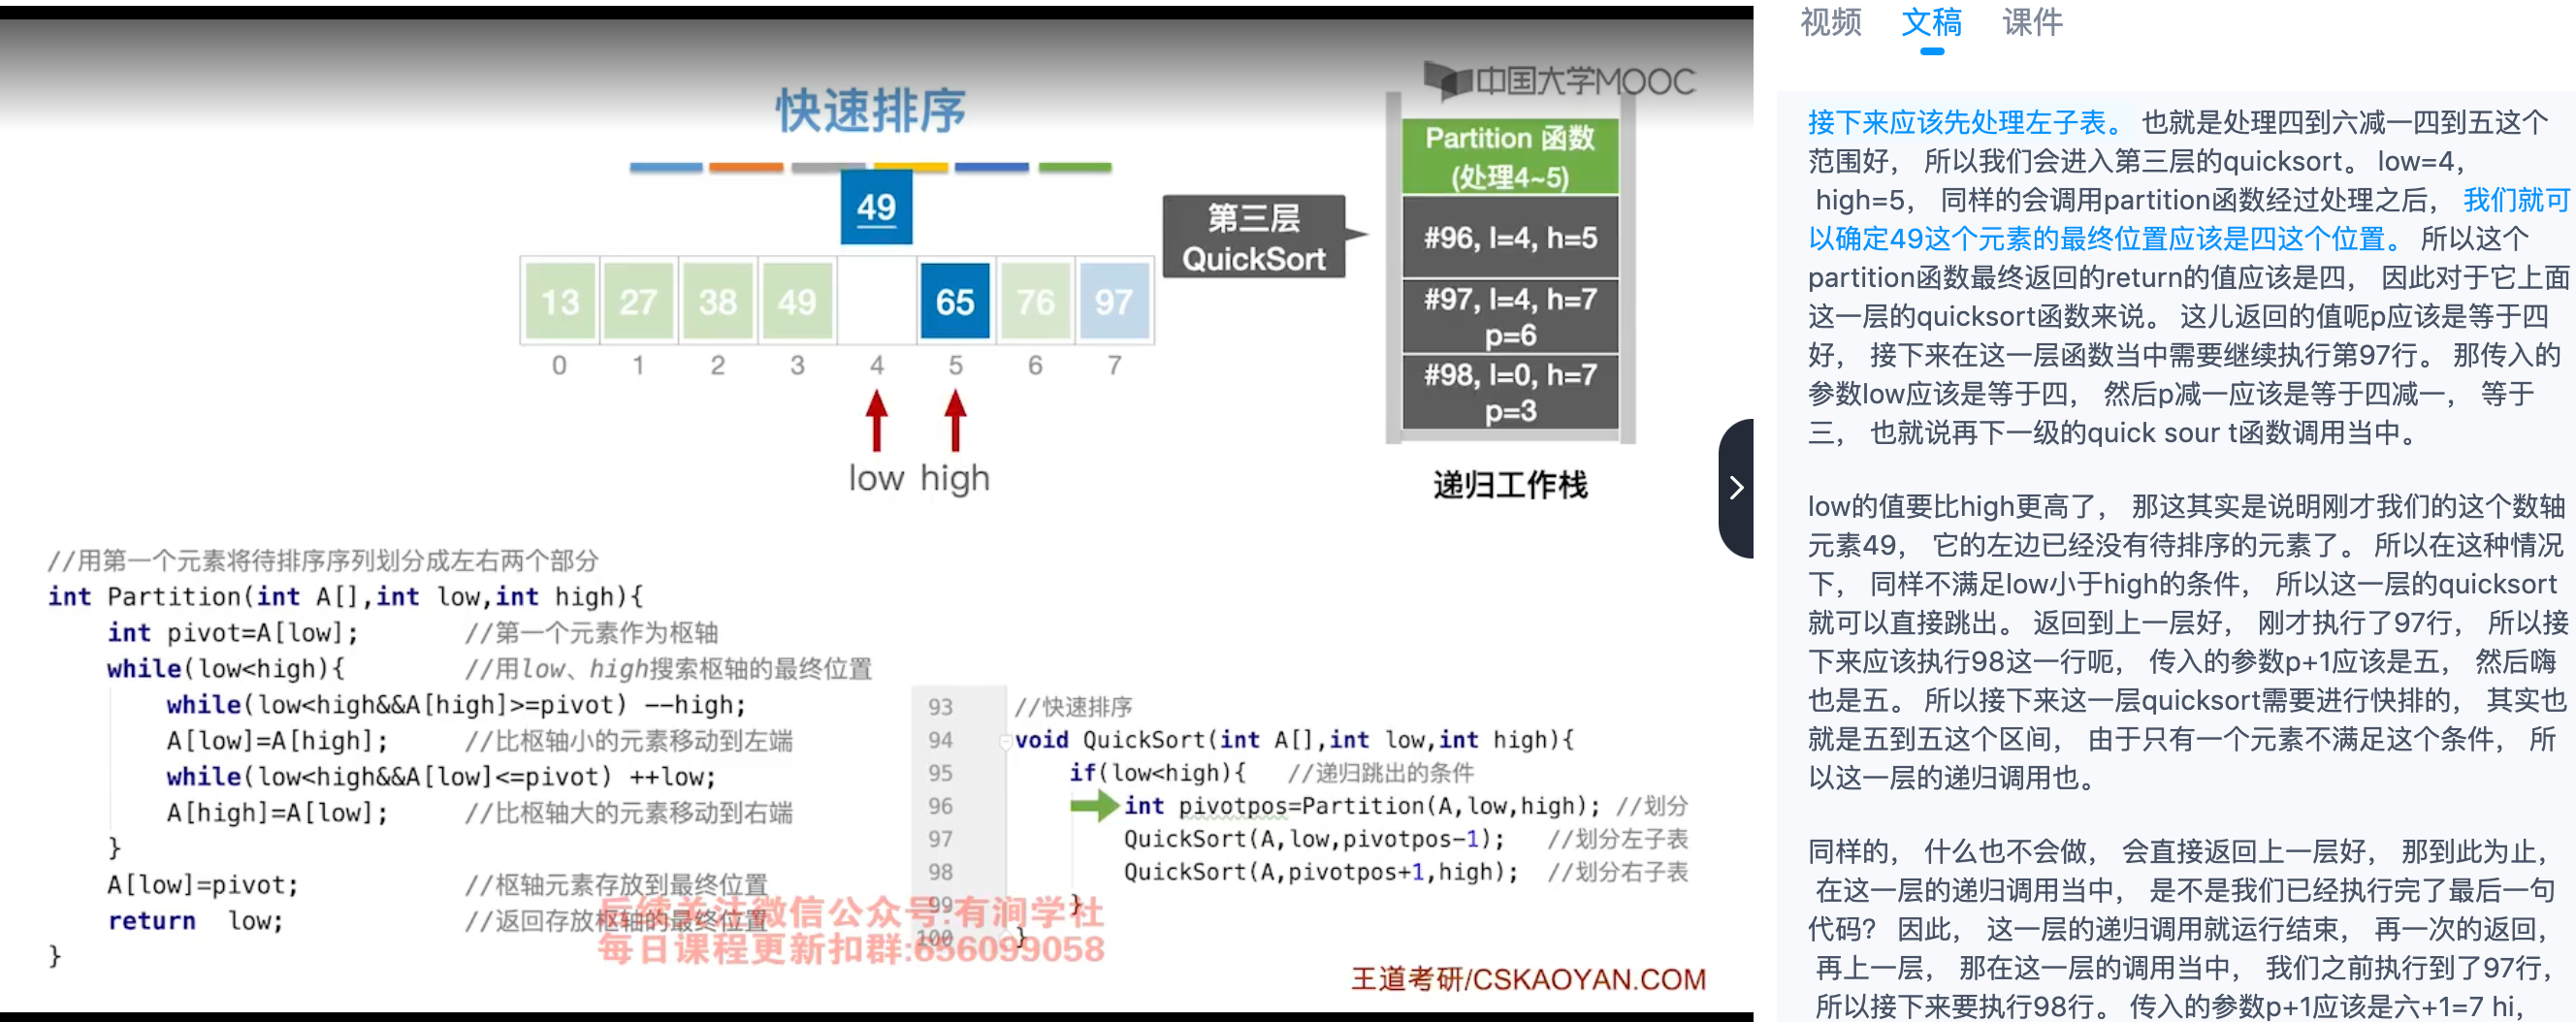 中国大学MOOC
快速排序
49
13 27 38 49 65 76 97
0 1 2 3 4 5 6 7
low high
第三层
QuickSort
Partition 函数
(处理4~5)
#96, l=4, h=5
#97, l=4, h=7
p=6
#98, l=0, h=7
p=3
递归工作栈
//用第一个元素将待排序序列划分成左右两个部分
int Partition(int A[],int low,int high){
int pivot=A[low]; //第一个元素作为枢轴
while(low<high){ //用low、high搜索枢轴的最终位置
while(low<high&&A[high]>=pivot) --high;
A[low]=A[high]; //比枢轴小的元素移动到左端
while(low<high&&A[low]<=pivot) ++low;
A[high]=A[low]; //比枢轴大的元素移动到右端
}
A[low]=pivot; //枢轴元素存放到最终位置
return low; //返回存放枢轴的最终位置
}
93 //快速排序
94 void QuickSort(int A[],int low,int high){
95 if(low<high){ //递归跳出的条件
96 int pivotpos=Partition(A,low,high); //划分
97 QuickSort(A,low,pivotpos-1); //划分左子表
98 QuickSort(A,pivotpos+1,high); //划分右子表
99 }
100 }
后续关注微信公众号:有涧学社
每日课程更新扣群:656099058
王道考研/CSKAOYAN.COM
视频 文稿 课件
接下来应该先处理左子表。 也就是处理四到六减一四到五这个
范围好， 所以我们会进入第三层的quicksort。 low=4，
high=5， 同样的会调用partition函数经过处理之后， 我们就可
以确定49这个元素的最终位置应该是四这个位置。 所以这个
partition函数最终返回的return的值应该是四， 因此对于它上面
这一层的quicksort函数来说。 这儿返回的值呃p应该是等于四
好， 接下来在这一层函数当中需要继续执行第97行。 那传入的
参数low应该是等于四， 然后p减一应该是等于四减一， 等于
三， 也就说再下一级的quick sour t函数调用当中。
low的值要比high更高了， 那这其实是说明刚才我们的这个数轴
元素49， 它的左边已经没有待排序的元素了。 所以在这种情况
下， 同样不满足low小于high的条件， 所以这一层的quicksort
就可以直接跳出。 返回到上一层好， 刚才执行了97行， 所以接
下来应该执行98这一行呃， 传入的参数p+1应该是五， 然后嗨
也是五。 所以接下来这一层quicksort需要进行快排的， 其实也
就是五到五这个区间， 由于只有一个元素不满足这个条件， 所
以这一层的递归调用也。
同样的， 什么也不会做， 会直接返回上一层好， 那到此为止，
在这一层的递归调用当中， 是不是我们已经执行完了最后一句
代码？ 因此， 这一层的递归调用就运行结束， 再一次的返回，
再上一层， 那在这一层的调用当中， 我们之前执行到了97行，
所以接下来要执行98行。 传入的参数p+1应该是六+1=7 hi，